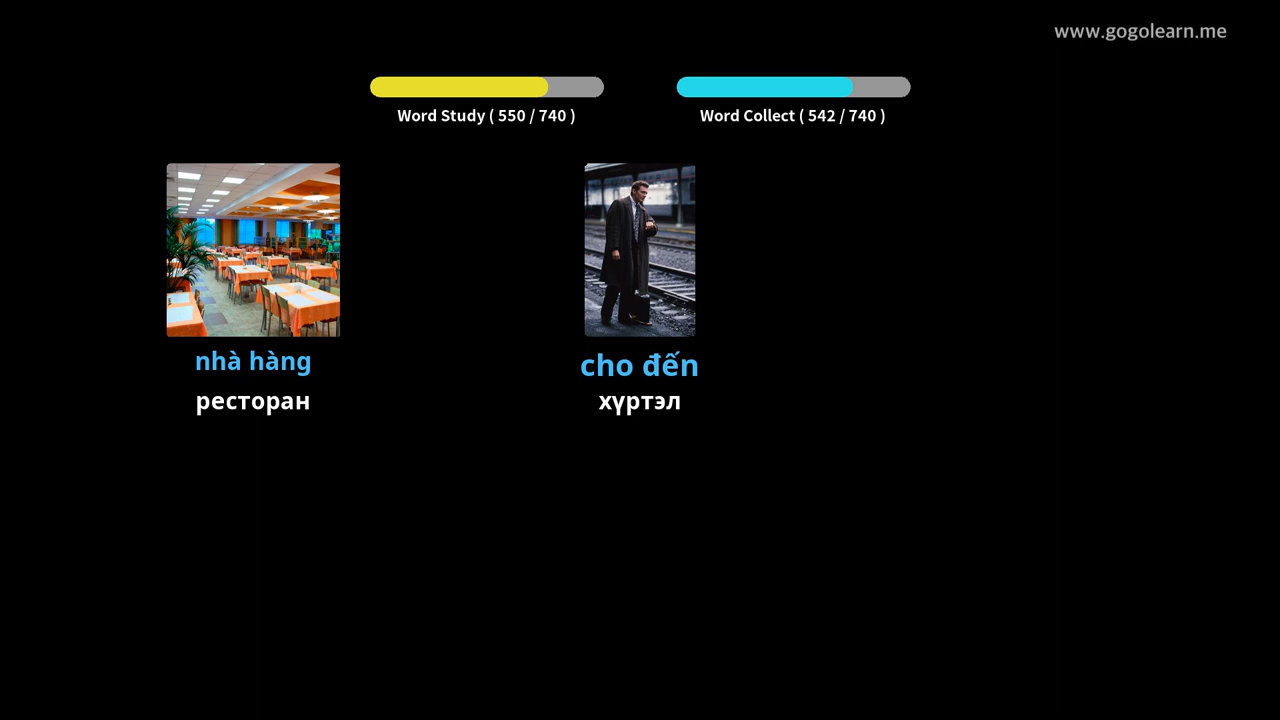 www.gogolearn.me
Word Study ( 550 / 740 )
Word Collect ( 542 / 740 )
nhà hàng
ресторан
cho đến
хүртэл